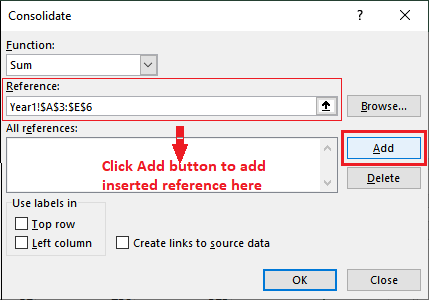 Consolidate
?
Function:
Sum
Reference:
Year1!$A$3:$E$6
Browse...
All references:
Click Add button to add
inserted reference here
Add
Delete
Use labels in
Top row
Left column
Create links to source data
OK
Close